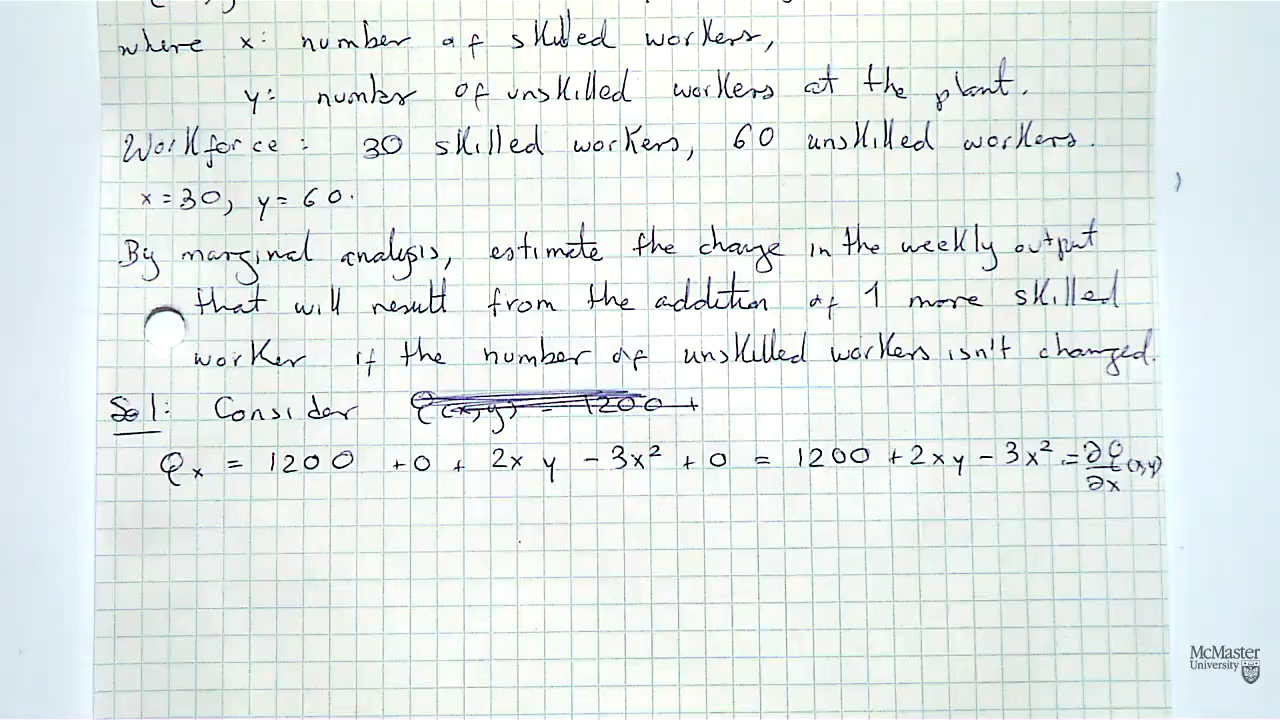 where x: number of skilled workers,
y: number of unskilled workers at the plant.
Workforce: 30 skilled workers, 60 unskilled workers.
x = 30, y = 60.
By marginal analysis, estimate the change in the weekly output
that will result from the addition of 1 more skilled
worker if the number of unskilled workers isn't changed.
Sol: Consider Q(x,y) = 1200 +
Qx = 1200 + 0 + 2xy - 3x² + 0 = 1200 + 2xy - 3x² = ∂Q/∂x (x,y)
McMaster
University